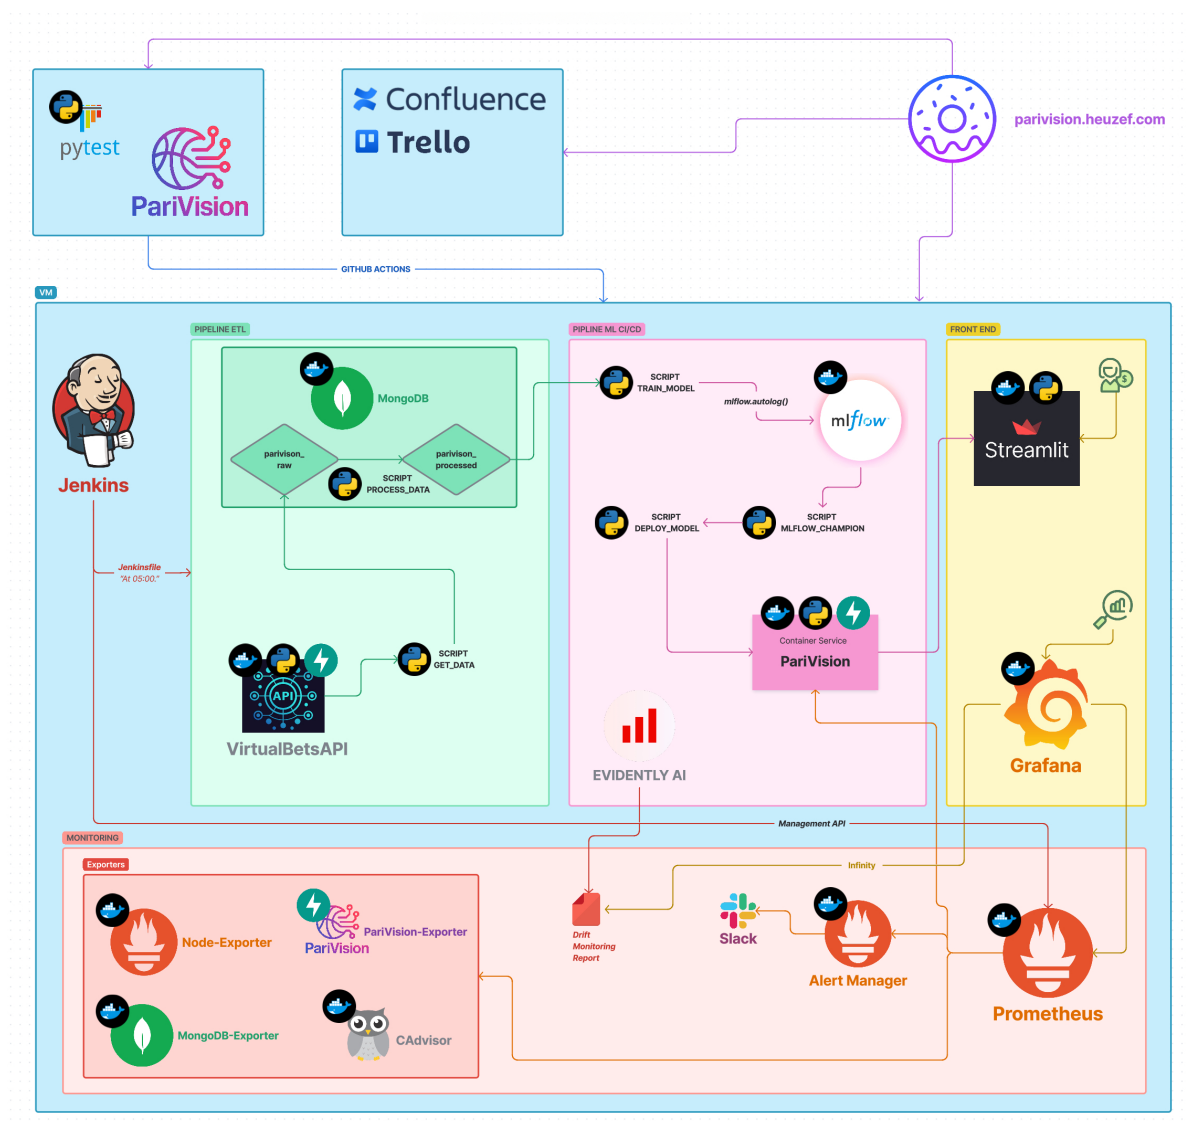 pytest
PariVision
Confluence
Trello
parivision.heuzef.com
GITHUB ACTIONS
VM
PIPELINE ETL
PIPLINE ML CI/CD
FRONT END
Jenkins
Jenkinsfile
"At 05:00."
MongoDB
parivison_
raw
parivison_
processed
SCRIPT
PROCESS_DATA
API
VirtualBetsAPI
SCRIPT
GET_DATA
SCRIPT
TRAIN_MODEL
mlflow.autolog()
mlflow
SCRIPT
DEPLOY_MODEL
SCRIPT
MLFLOW_CHAMPION
Container Service
PariVision
EVIDENTLY AI
Streamlit
$
Grafana
Management API
MONITORING
Exporters
Node-Exporter
PariVision
PariVision-Exporter
MongoDB-Exporter
CAdvisor
Infinity
Drift
Monitoring
Report
Slack
Alert Manager
Prometheus